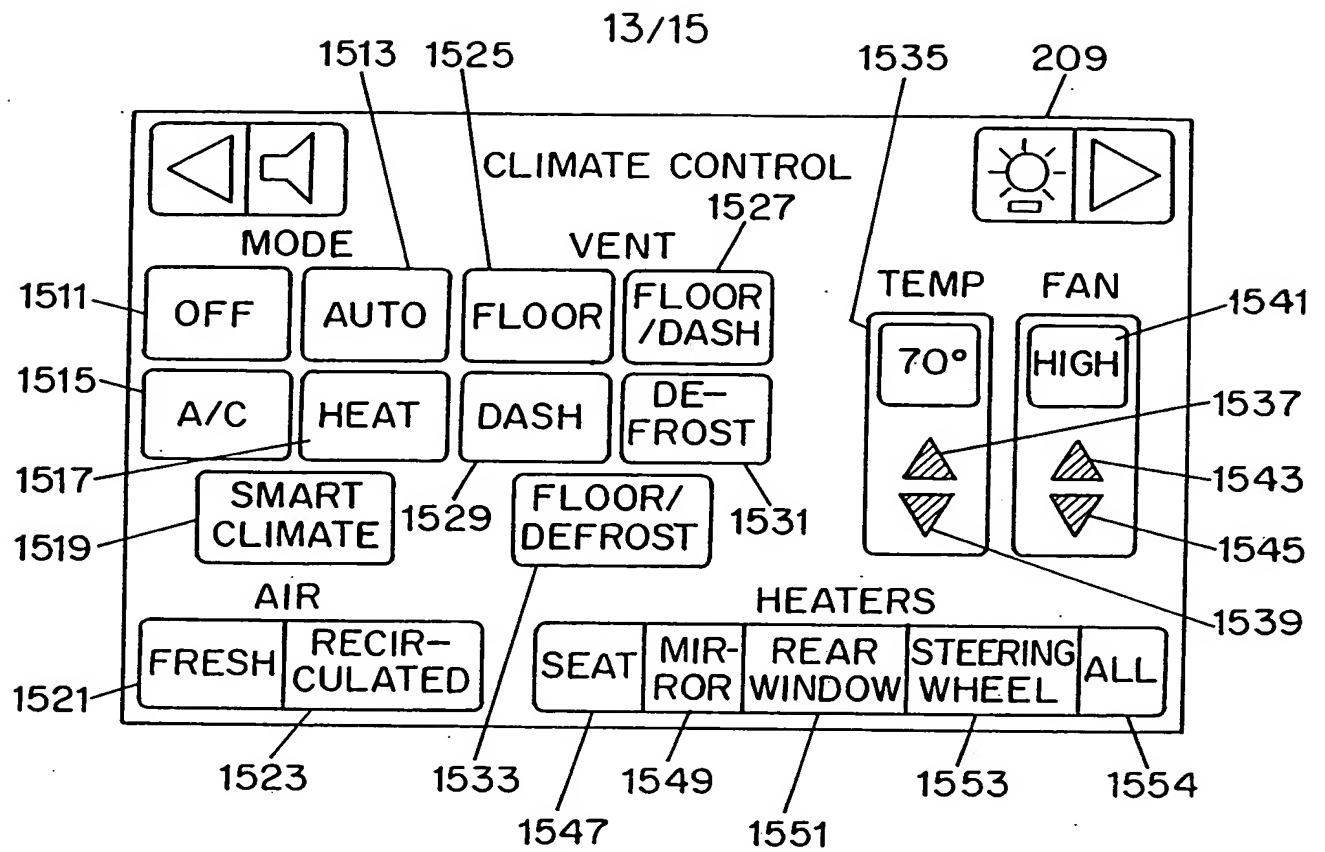 13/15
1513 1525 1535 209
CLIMATE CONTROL
1527
MODE VENT
TEMP FAN
1511 OFF AUTO FLOOR FLOOR
/DASH
70° HIGH 1541
1515 A/C HEAT DASH DE-
FROST
1537
1517 1529 1531 1543
1519 SMART
CLIMATE
FLOOR/
DEFROST
1545
AIR HEATERS
1539
1521 FRESH RECIR-
CULATED
SEAT MIR-
ROR
REAR
WINDOW
STEERING
WHEEL
ALL
1523 1533 1549 1553 1554
1547 1551